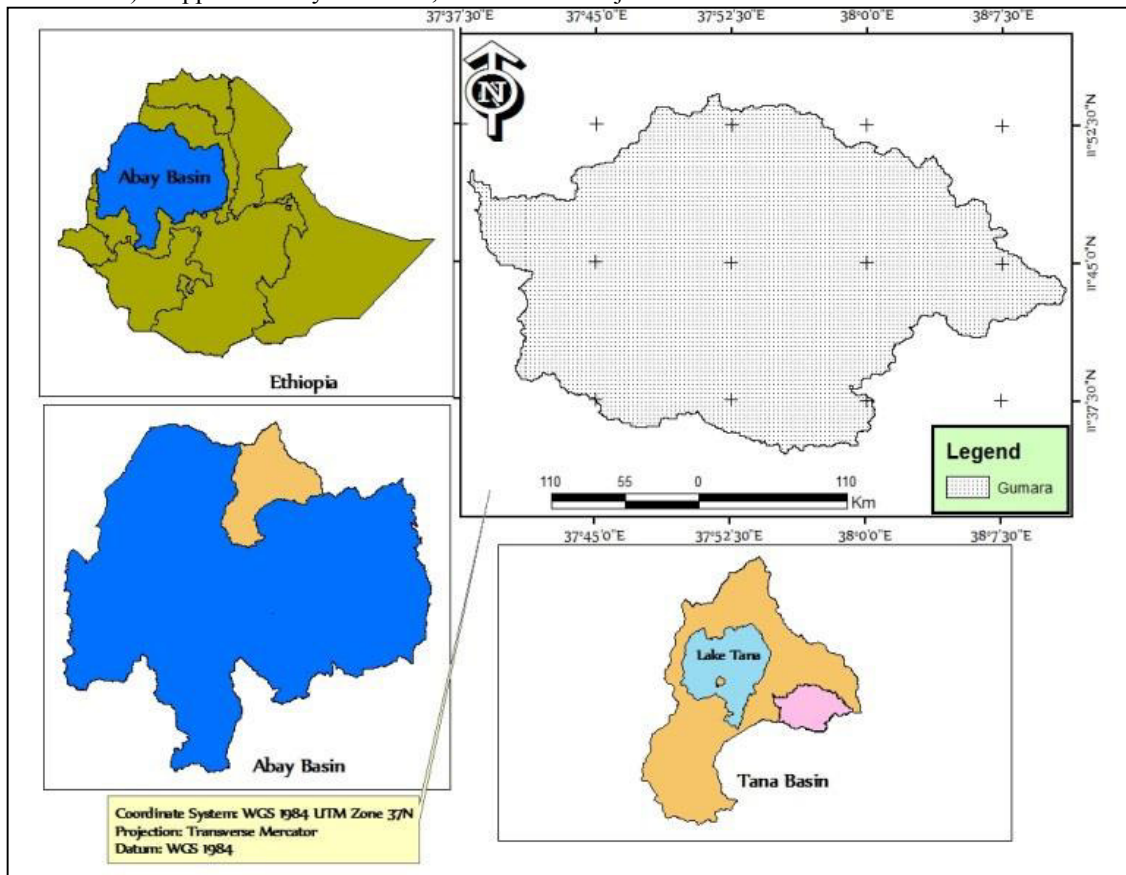 37°37'30"E 37°45'0"E 37°52'30"E 38°0'0"E 38°7'30"E
N
Abay Basin
Ethiopia
11°52'30"N
11°45'0"N
11°37'30"N
Legend
Gumara
110 55 0 110
Km
37°45'0"E 37°52'30"E 38°0'0"E 38°7'30"E
Abay Basin
Lake Tana
Tana Basin
Coordinate System: WGS 1984 UTM Zone 37N
Projection: Transverse Mercator
Datum: WGS 1984